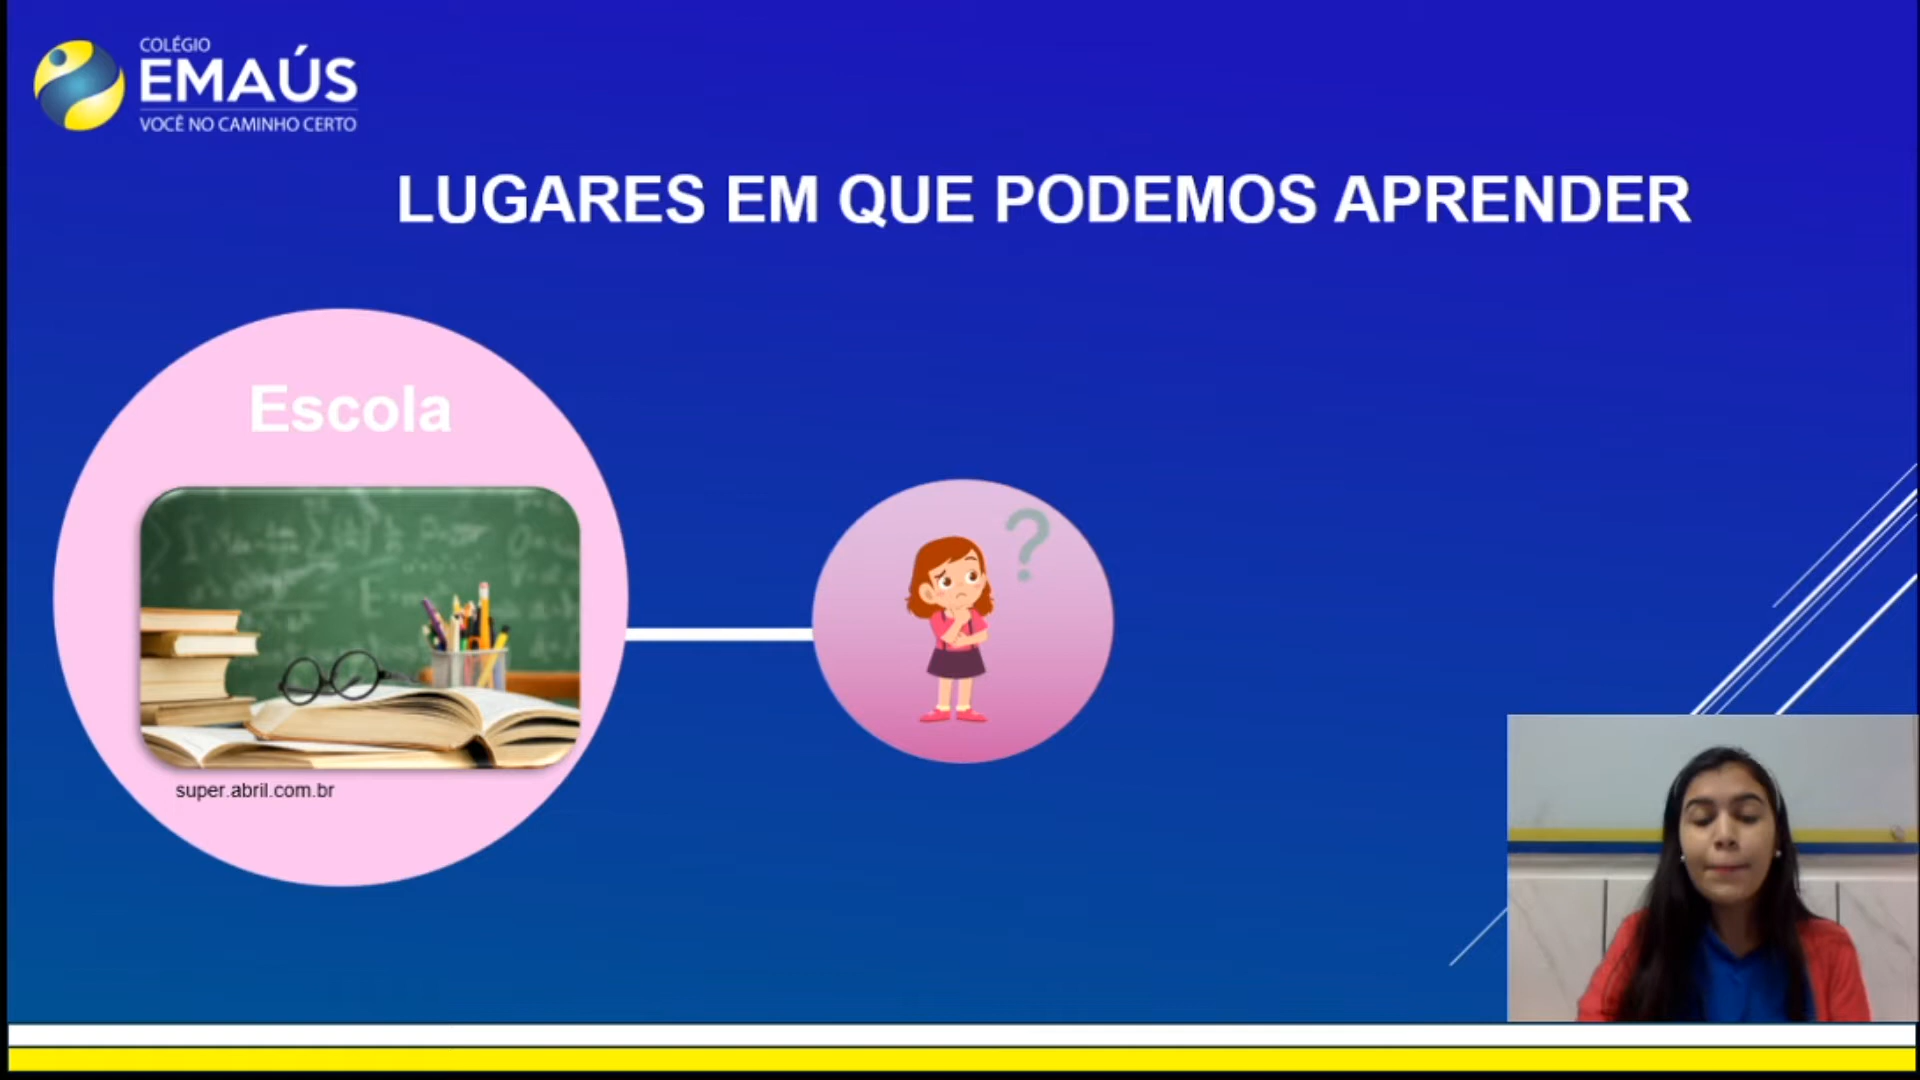 COLÉGIO
EMAÚS
VOCÊ NO CAMINHO CERTO
LUGARES EM QUE PODEMOS APRENDER
Escola
?
super.abril.com.br